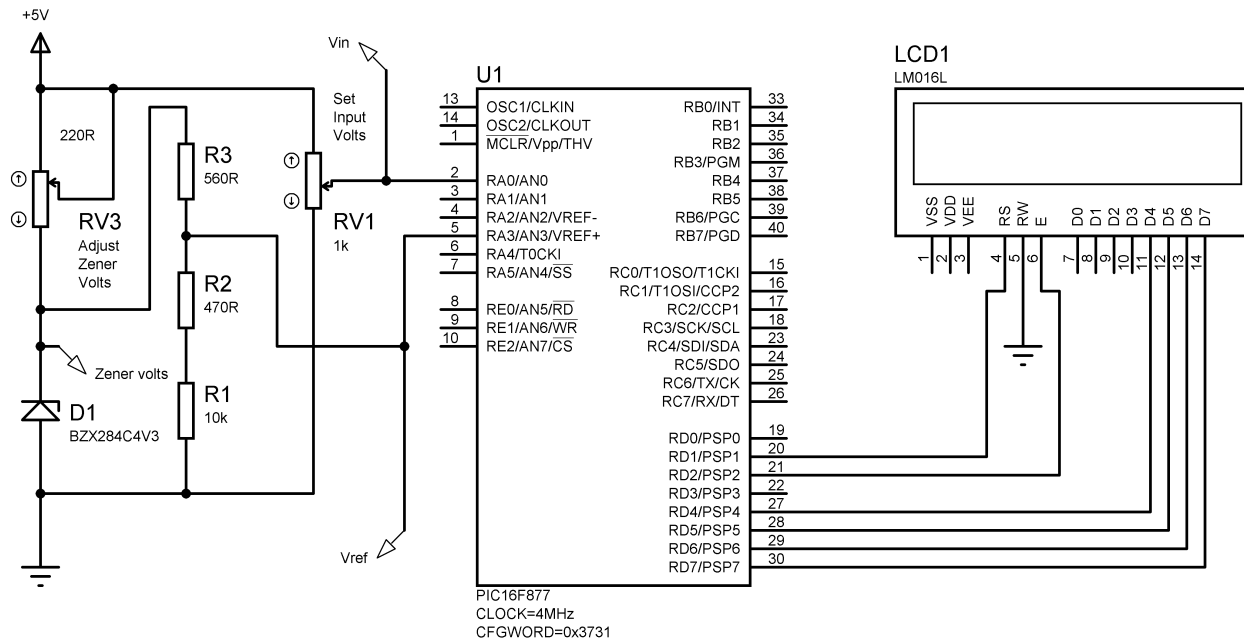 +5V
220R
RV3
Adjust
Zener
Volts
Zener volts
D1
BZX284C4V3
R3
560R
R2
470R
R1
10k
Vin
Set
Input
Volts
RV1
1k
Vref
U1
13 OSC1/CLKIN
14 OSC2/CLKOUT
1 MCLR/Vpp/THV
2 RA0/AN0
3 RA1/AN1
4 RA2/AN2/VREF-
5 RA3/AN3/VREF+
6 RA4/T0CKI
7 RA5/AN4/SS
8 RE0/AN5/RD
9 RE1/AN6/WR
10 RE2/AN7/CS
RB0/INT 33
RB1 34
RB2 35
RB3/PGM 36
RB4 37
RB5 38
RB6/PGC 39
RB7/PGD 40
RC0/T1OSO/T1CKI 15
RC1/T1OSI/CCP2 16
RC2/CCP1 17
RC3/SCK/SCL 18
RC4/SDI/SDA 23
RC5/SDO 24
RC6/TX/CK 25
RC7/RX/DT 26
RD0/PSP0 19
RD1/PSP1 20
RD2/PSP2 21
RD3/PSP3 22
RD4/PSP4 27
RD5/PSP5 28
RD6/PSP6 29
RD7/PSP7 30
PIC16F877
CLOCK=4MHz
CFGWORD=0x3731
LCD1
LM016L
VSS VDD VEE RS RW E D0 D1 D2 D3 D4 D5 D6 D7
1 2 3 4 5 6 7 8 9 10 11 12 13 14